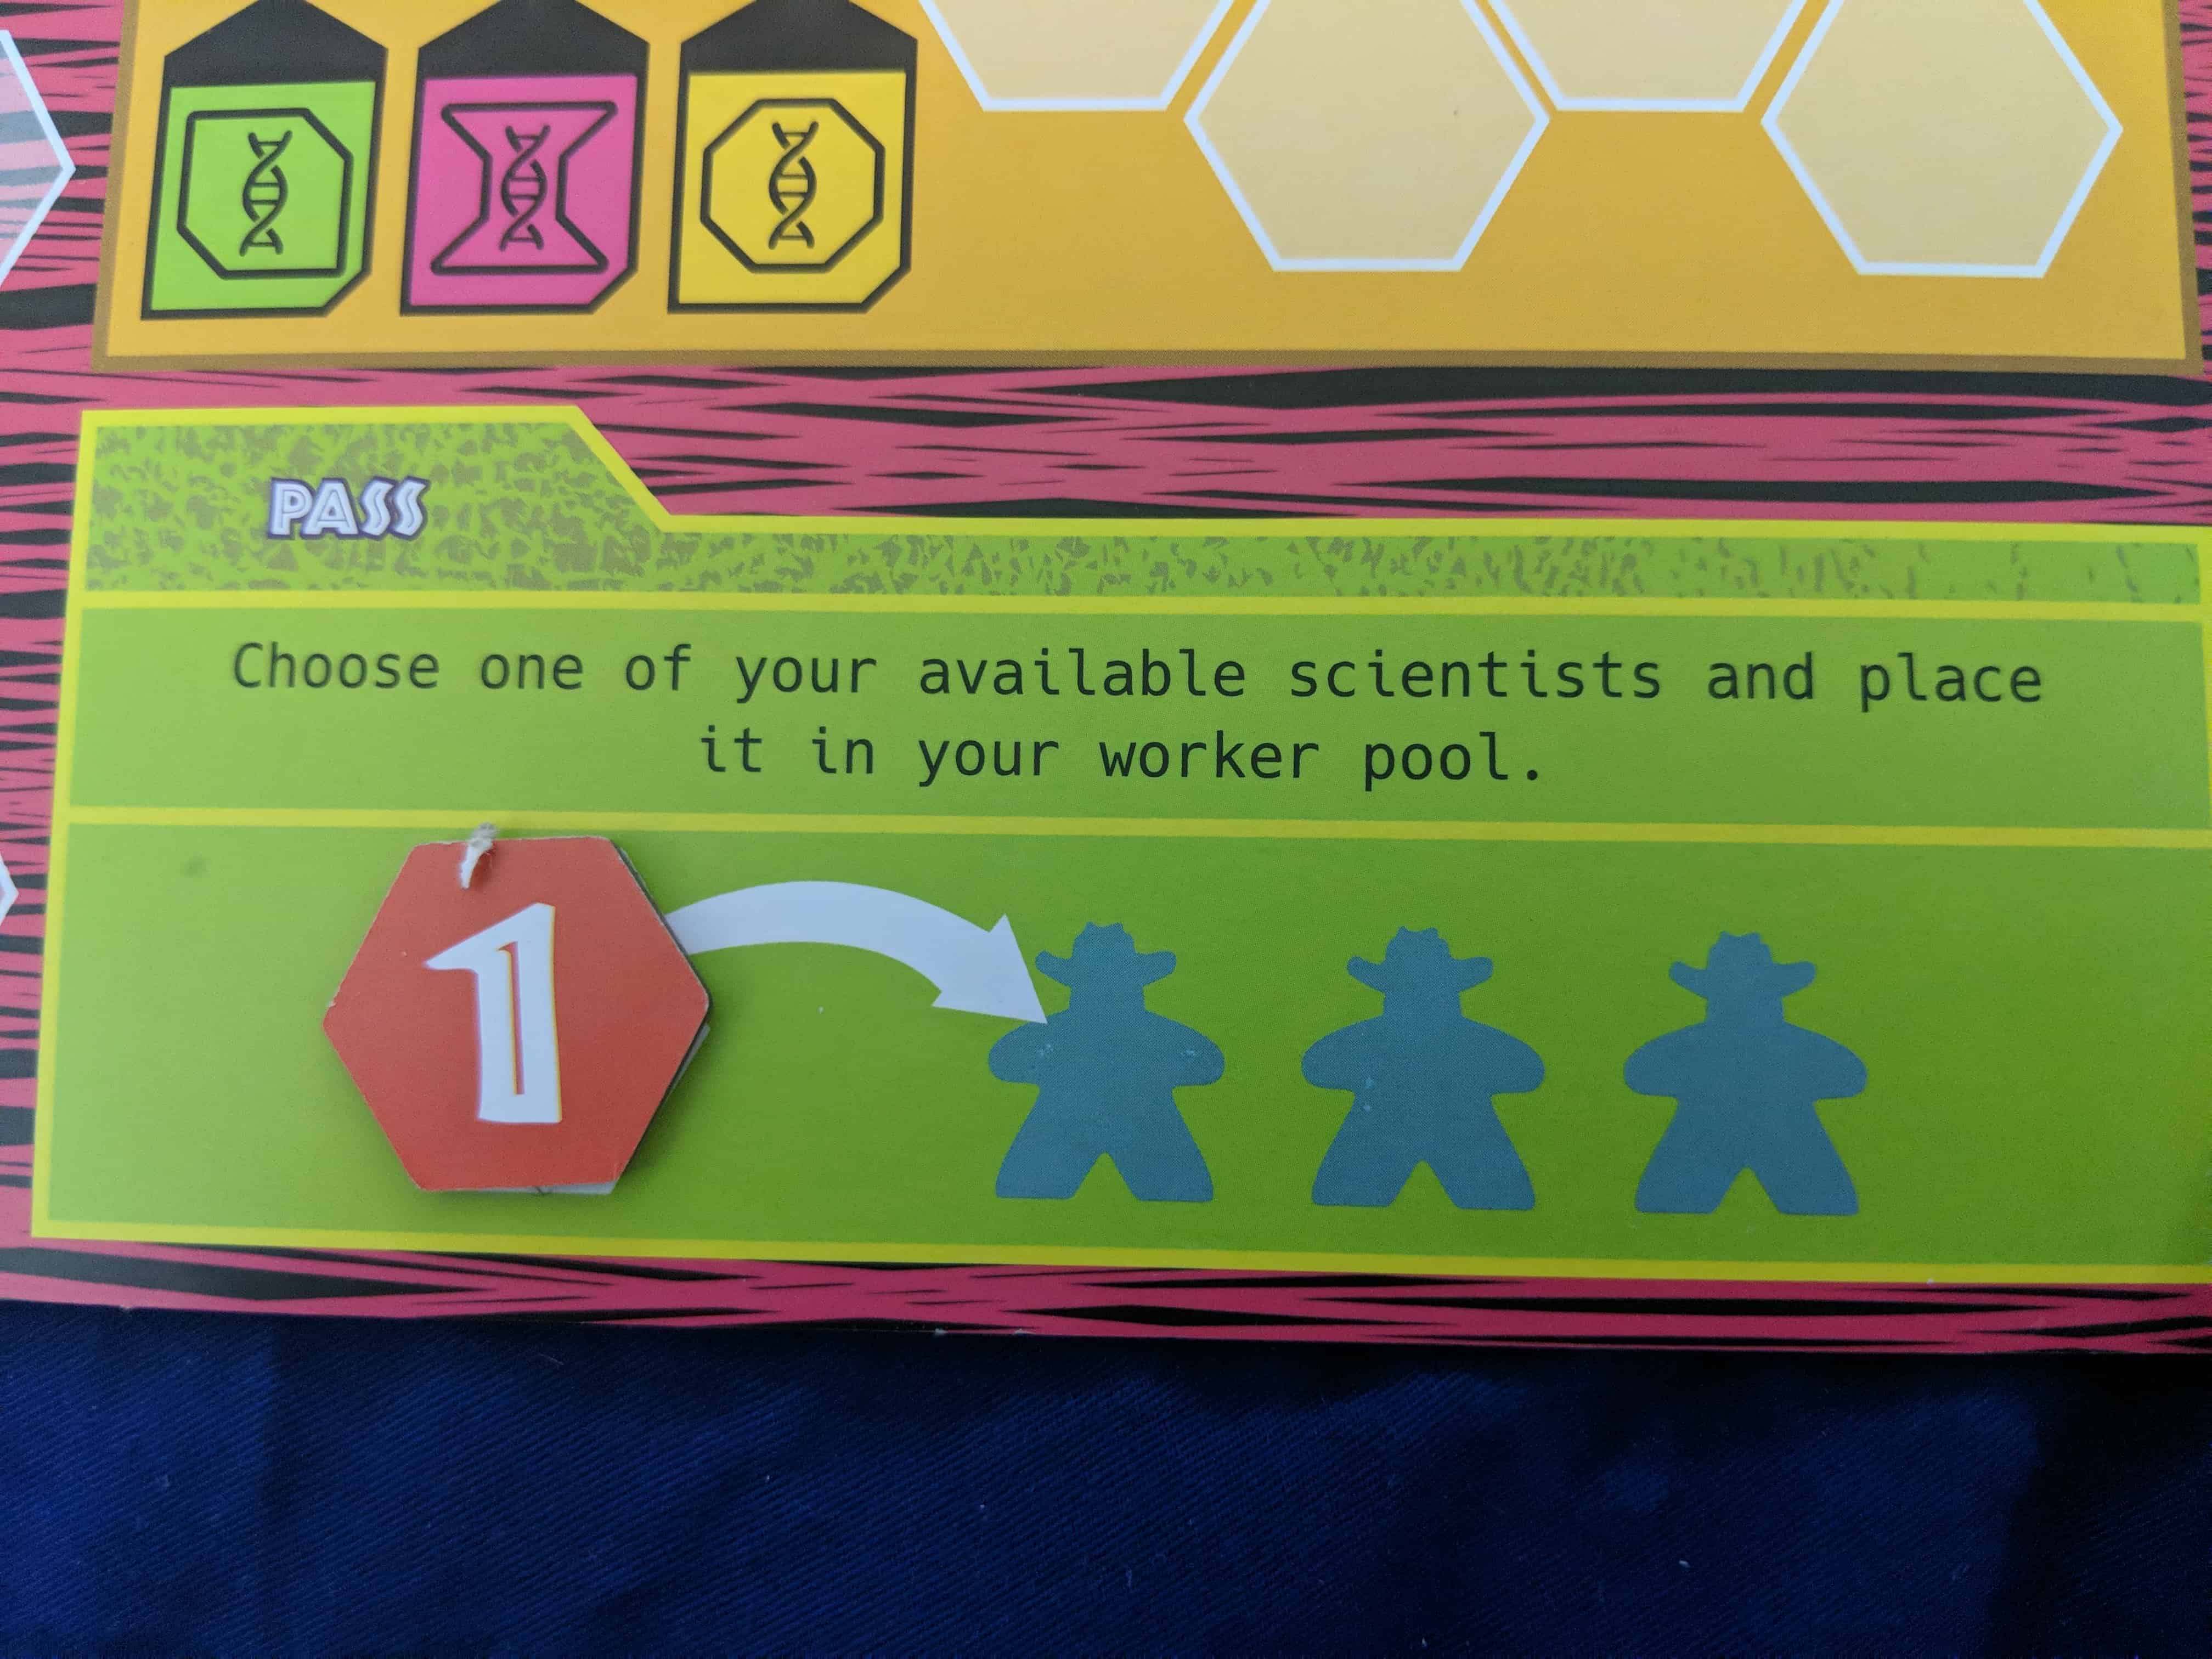 PASS
Choose one of your available scientists and place
it in your worker pool.
1